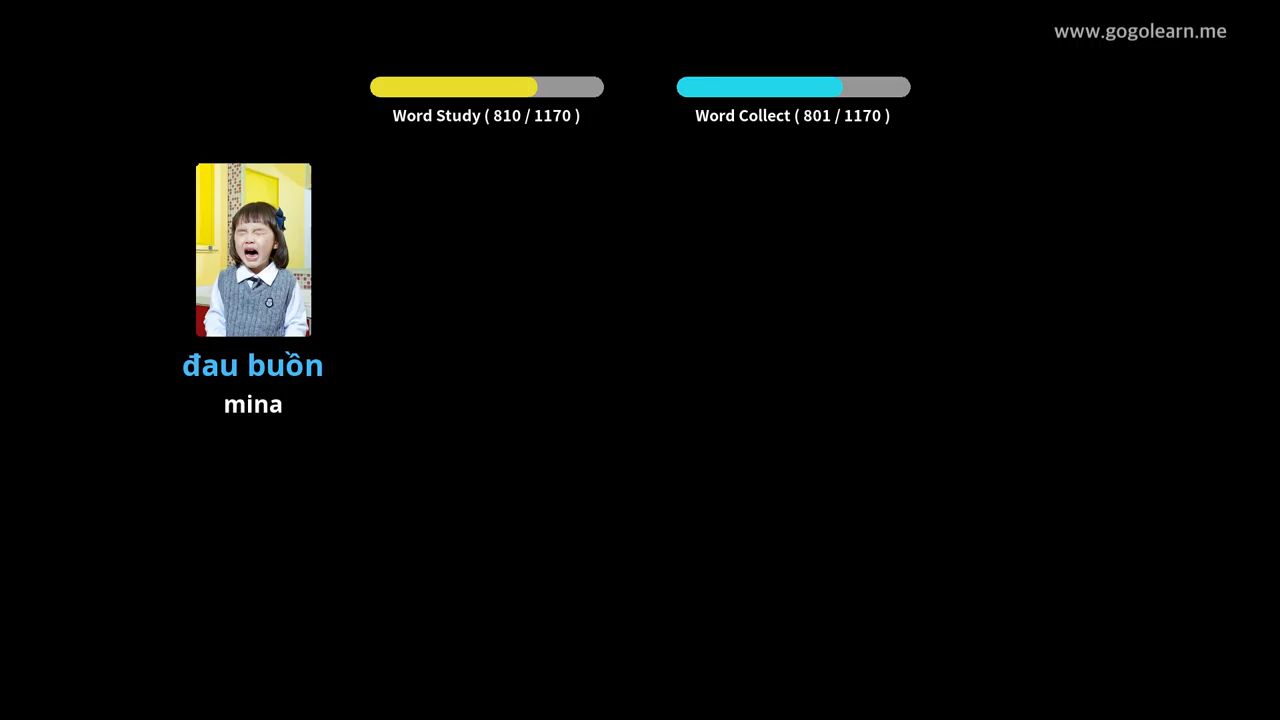 www.gogolearn.me
Word Study ( 810 / 1170 )
Word Collect ( 801 / 1170 )
đau buồn
mina